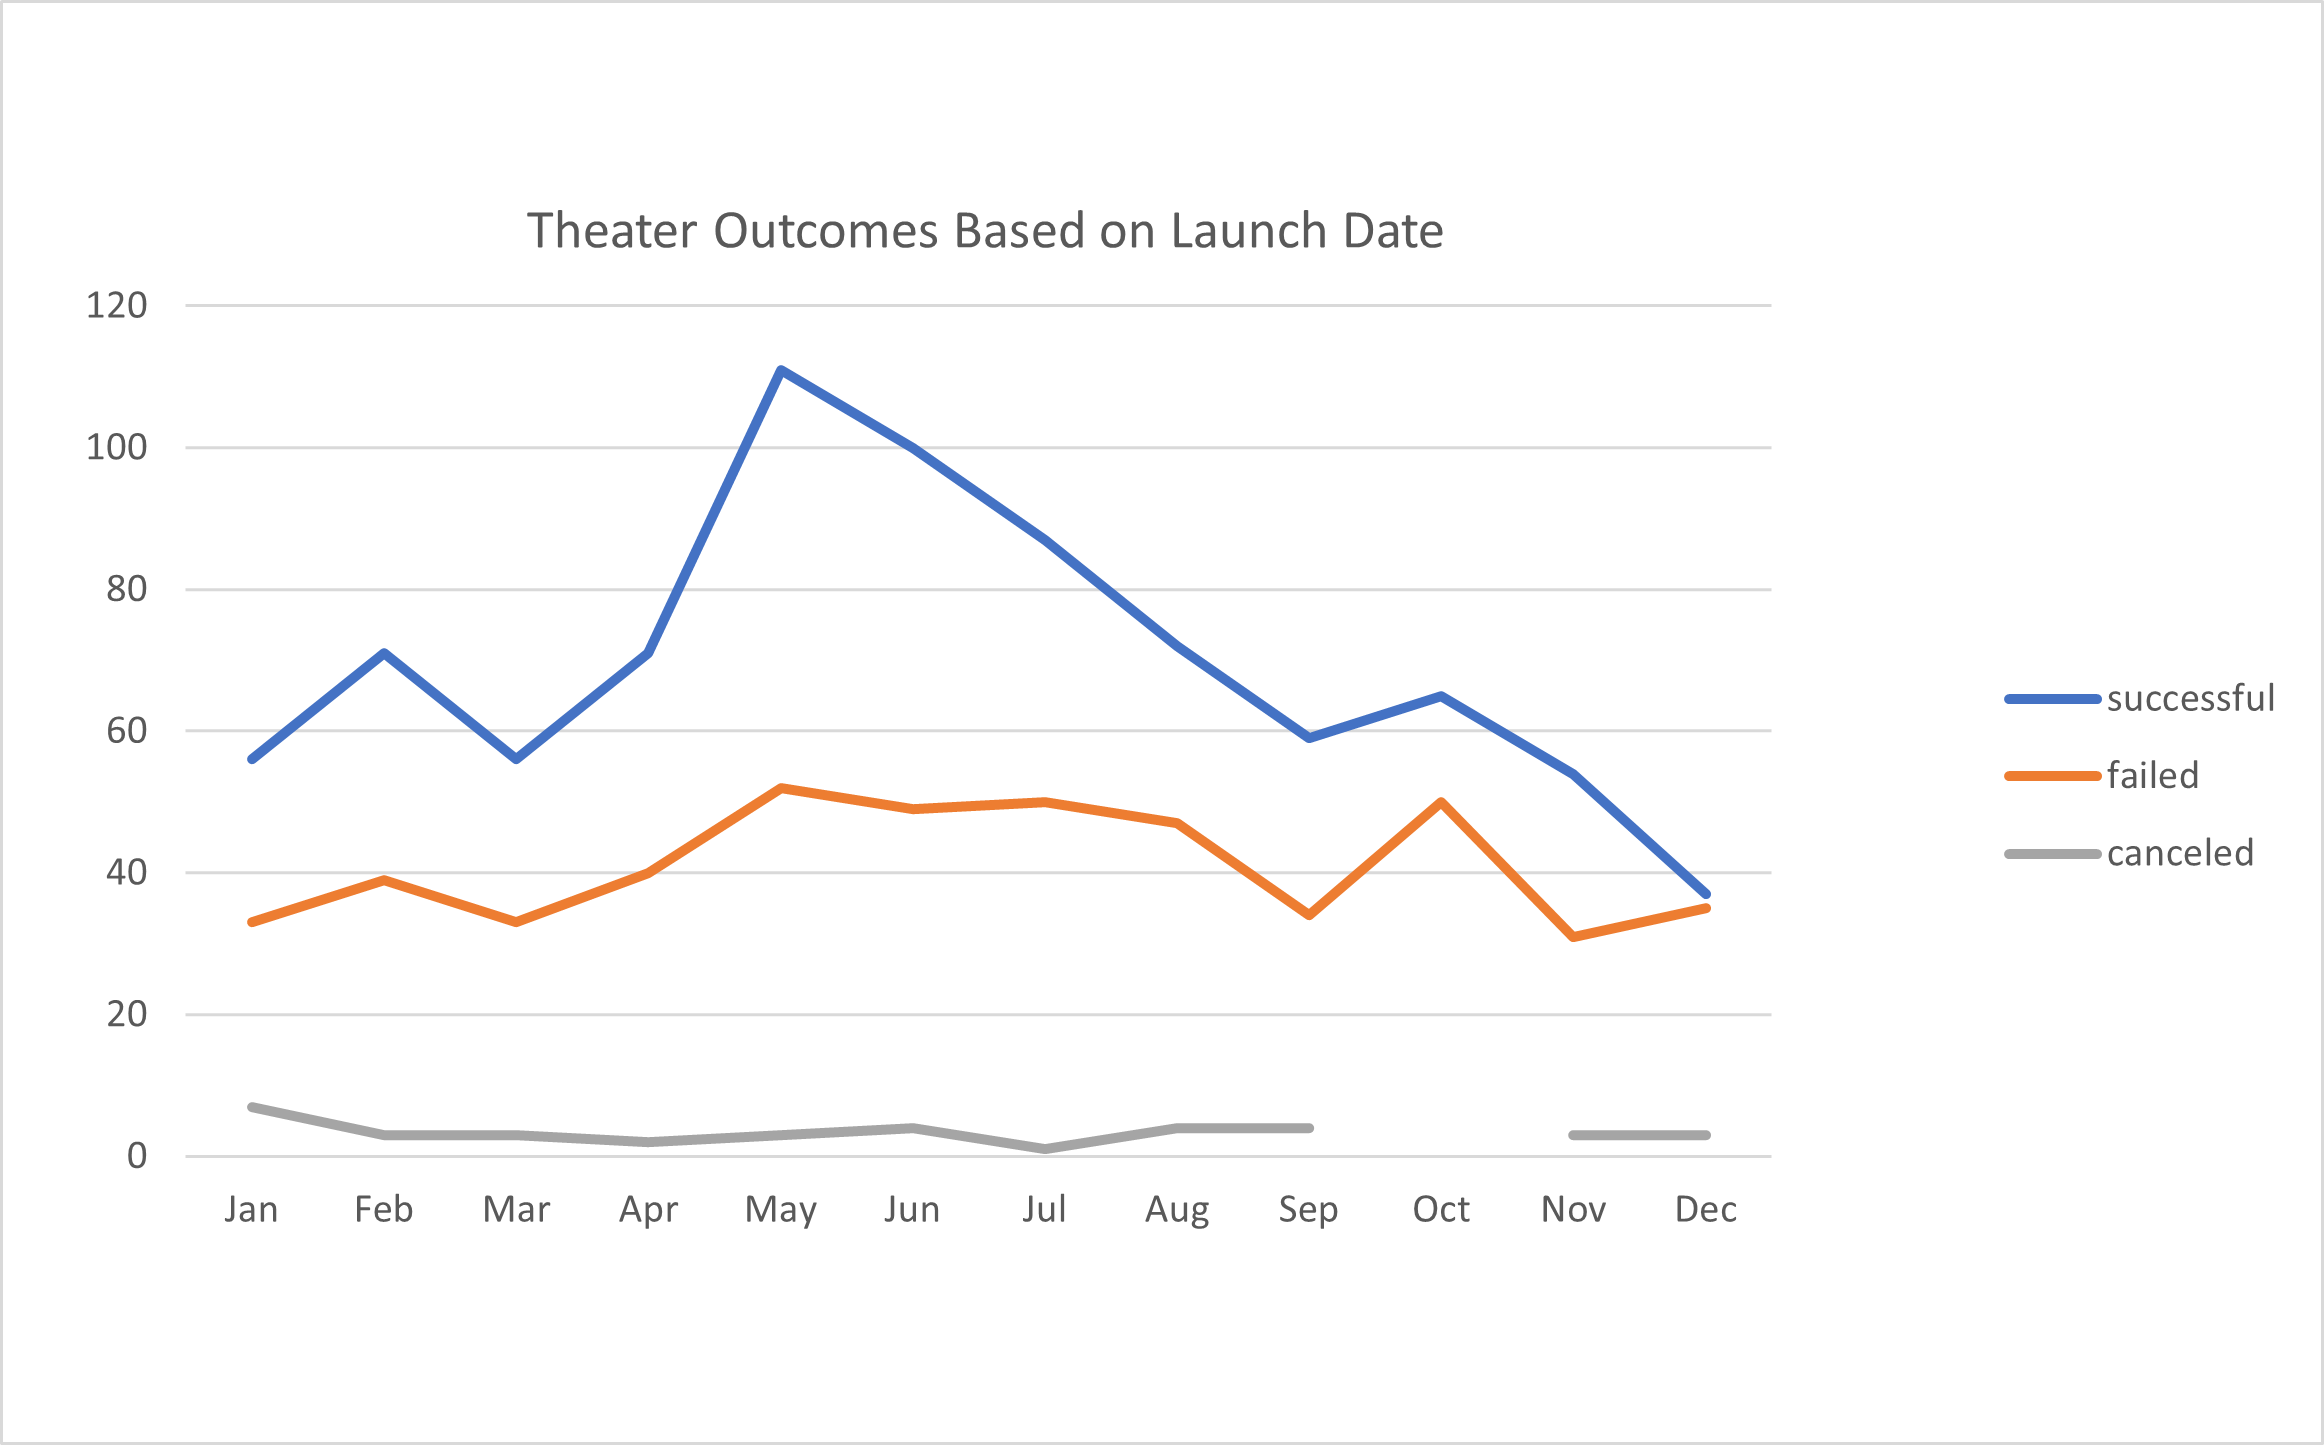 Theater Outcomes Based on Launch Date
120
100
80
60
40
20
0
Jan Feb Mar Apr May Jun Jul Aug Sep Oct Nov Dec
successful
failed
canceled